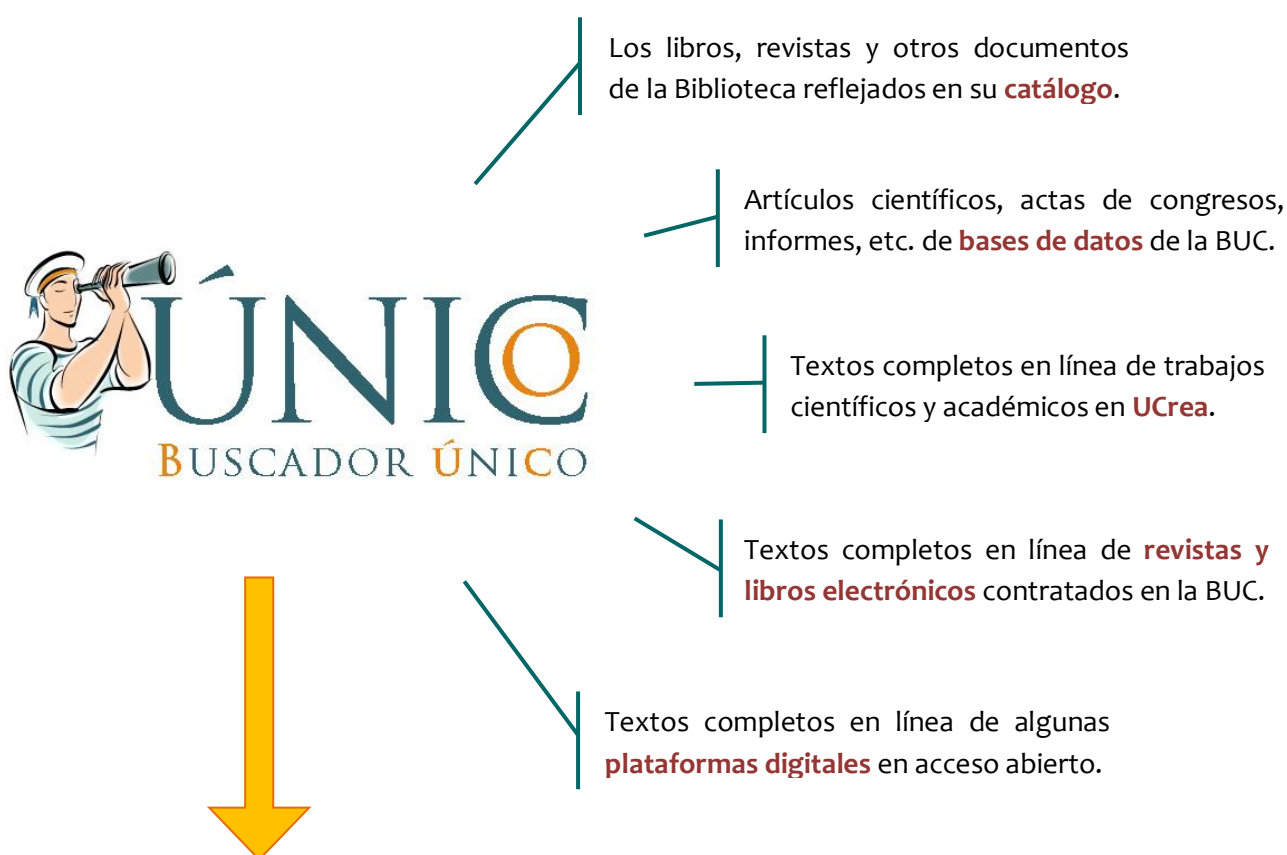 Los libros, revistas y otros documentos
de la Biblioteca reflejados en su catálogo.
Artículos científicos, actas de congresos,
informes, etc. de bases de datos de la BUC.
ÚNICO
BUSCADOR ÚNICO
Textos completos en línea de trabajos
científicos y académicos en UCrea.
Textos completos en línea de revistas y
libros electrónicos contratados en la BUC.
Textos completos en línea de algunas
plataformas digitales en acceso abierto.